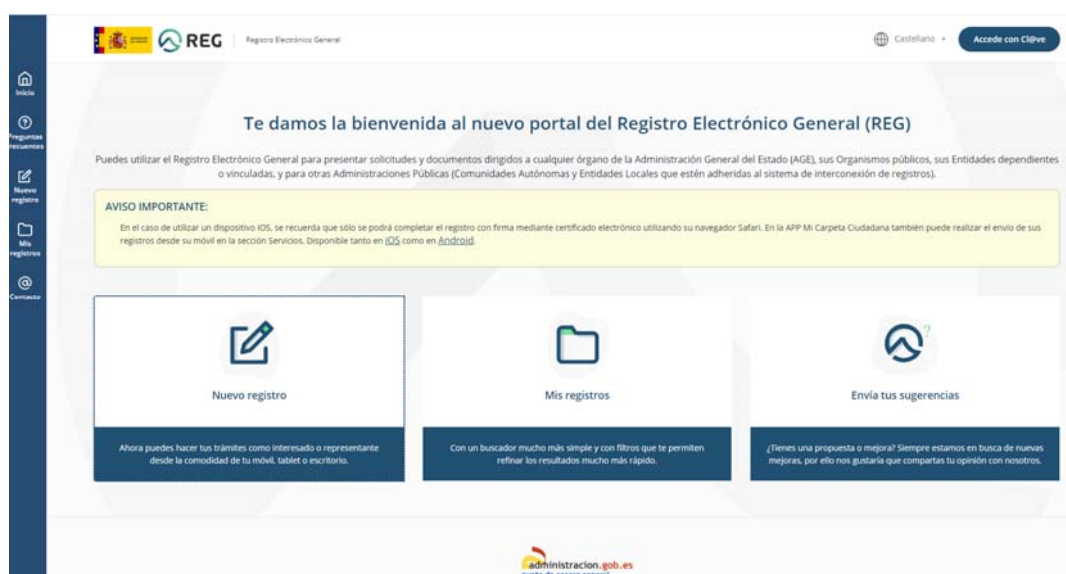 REG
Registro Electrónico General
Castellano
Accede con Cl@ve
Inicio
Preguntas
recuentes
Nuevo
registro
Mis
registros
Contacto
Te damos la bienvenida al nuevo portal del Registro Electrónico General (REG)
Puedes utilizar el Registro Electrónico General para presentar solicitudes y documentos dirigidos a cualquier órgano de la Administración General del Estado (AGE), sus Organismos públicos, sus Entidades dependientes
o vinculadas, y para otras Administraciones Públicas (Comunidades Autónomas y Entidades Locales que estén adheridas al sistema de interconexión de registros).
AVISO IMPORTANTE:
En el caso de utilizar un dispositivo iOS, se recuerda que sólo se podrá completar el registro con firma mediante certificado electrónico utilizando su navegador Safari. En la APP Mi Carpeta Ciudadana también puede realizar el envío de sus
registros desde su móvil en la sección Servicios. Disponible tanto en iOS como en Android.
Nuevo registro
Mis registros
?
Envía tus sugerencias
Ahora puedes hacer tus trámites como interesado o representante
desde la comodidad de tu móvil, tablet o escritorio.
Con un buscador mucho más simple y con filtros que te permiten
refinar los resultados mucho más rápido.
¿Tienes una propuesta o mejora? Siempre estamos en busca de nuevas
mejoras, por ello nos gustaría que compartas tu opinión con nosotros.
administracion.gob.es
punto de acceso general